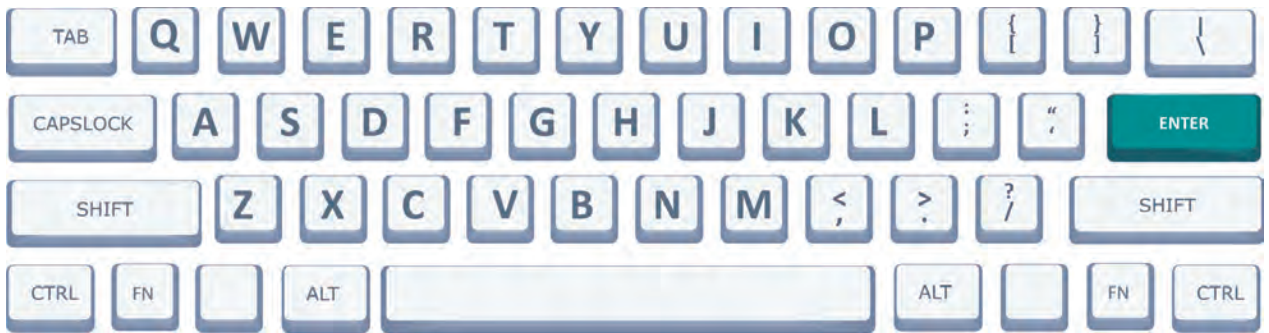 TAB Q W E R T Y U I O P { [ } ] | \
CAPSLOCK A S D F G H J K L : ; “ ‘ ENTER
SHIFT Z X C V B N M < , > . ? / SHIFT
CTRL FN ALT ALT FN CTRL